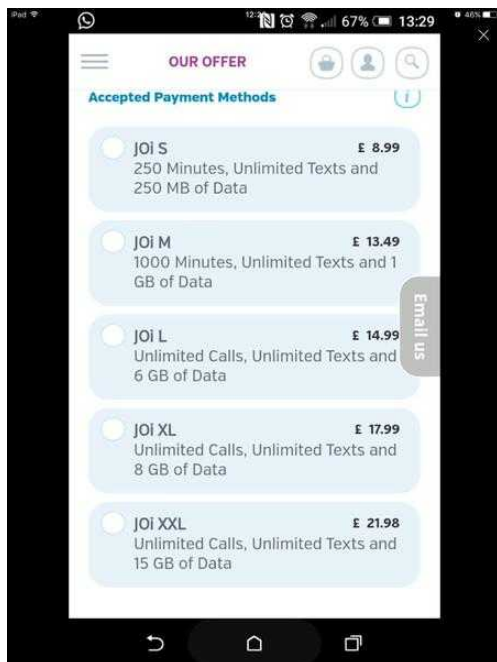 iPad
67% 13:29
46%
OUR OFFER
Accepted Payment Methods
i
JOi S £ 8.99
250 Minutes, Unlimited Texts and
250 MB of Data
JOi M £ 13.49
1000 Minutes, Unlimited Texts and 1
GB of Data
Email us
JOi L £ 14.99
Unlimited Calls, Unlimited Texts and
6 GB of Data
JOi XL £ 17.99
Unlimited Calls, Unlimited Texts and
8 GB of Data
JOi XXL £ 21.98
Unlimited Calls, Unlimited Texts and
15 GB of Data